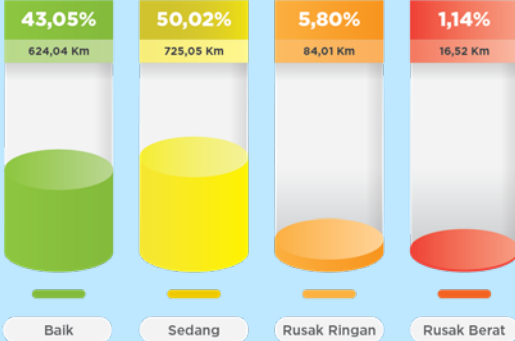 43,05% 50,02% 5,80% 1,14%
624,04 Km 725,05 Km 84,01 Km 16,52 Km
Baik Sedang Rusak Ringan Rusak Berat